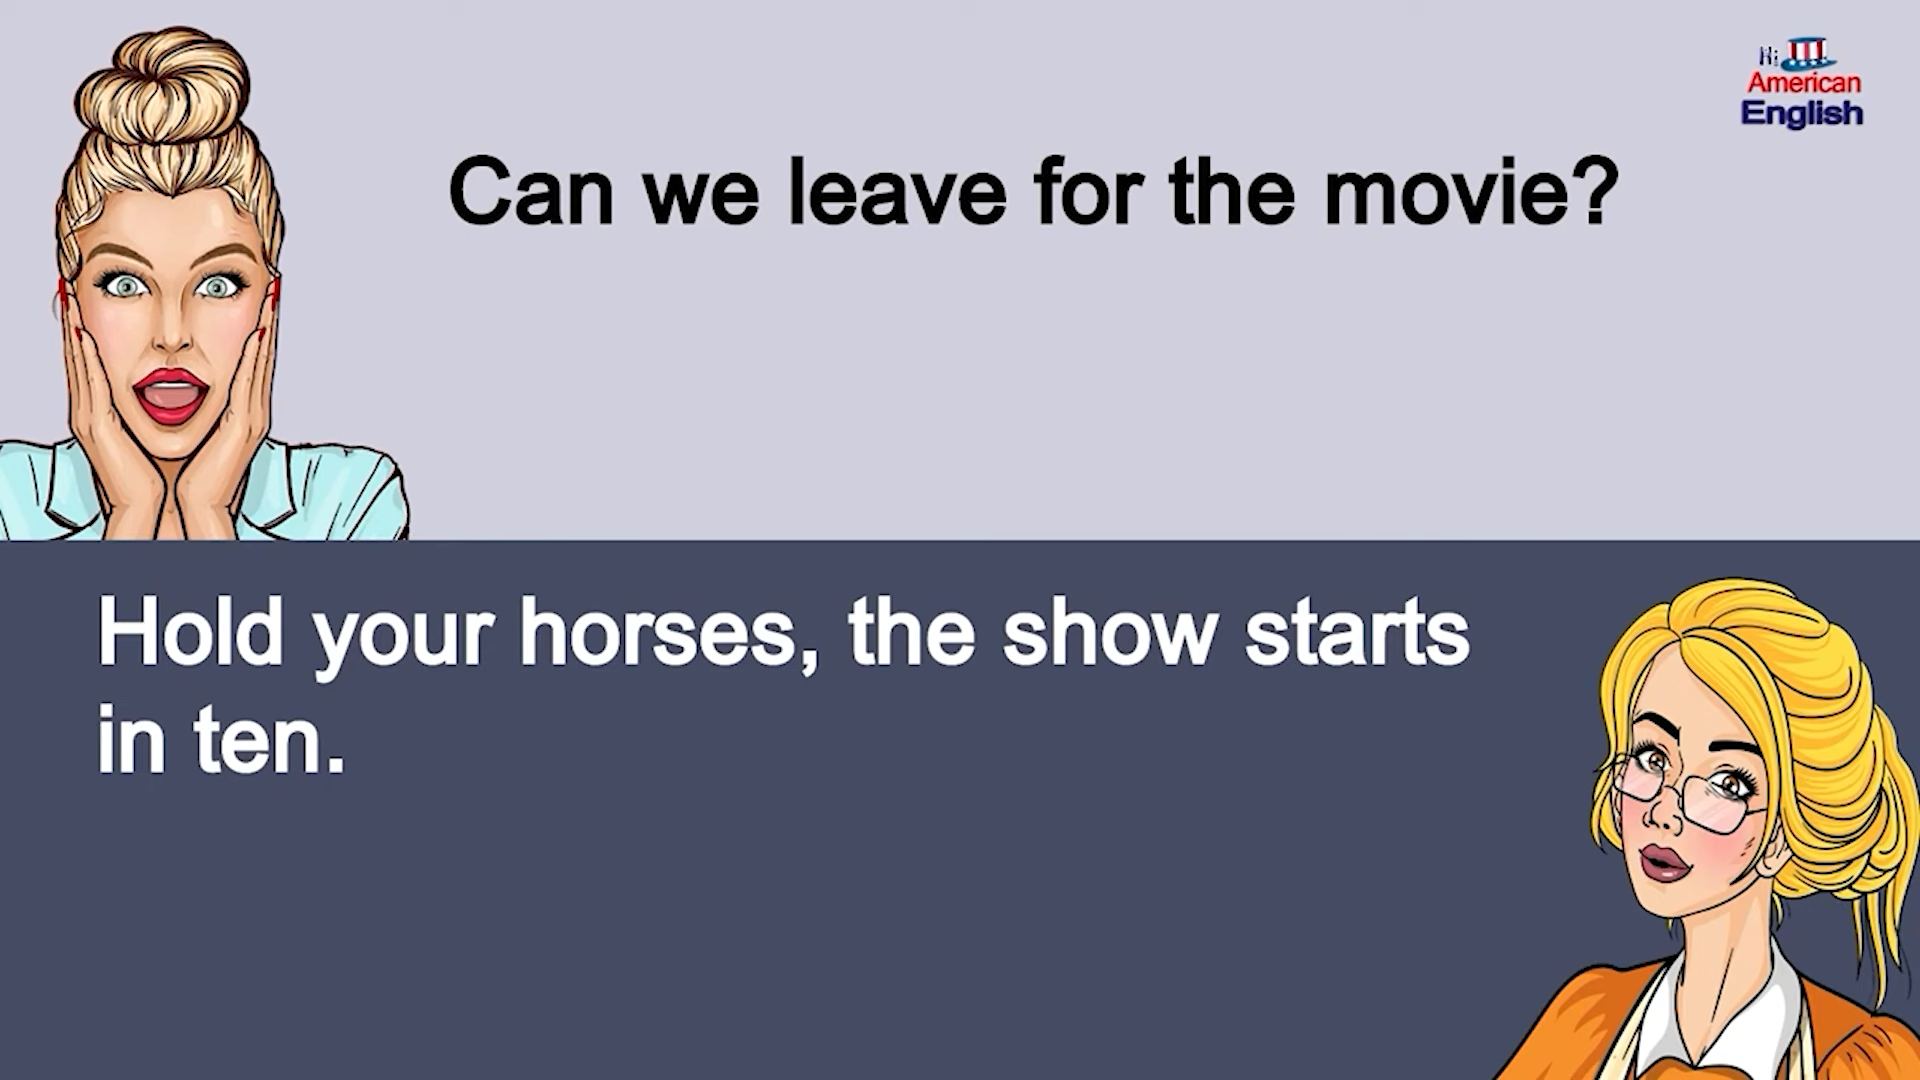 Hi
American
English
Can we leave for the movie?
Hold your horses, the show starts
in ten.